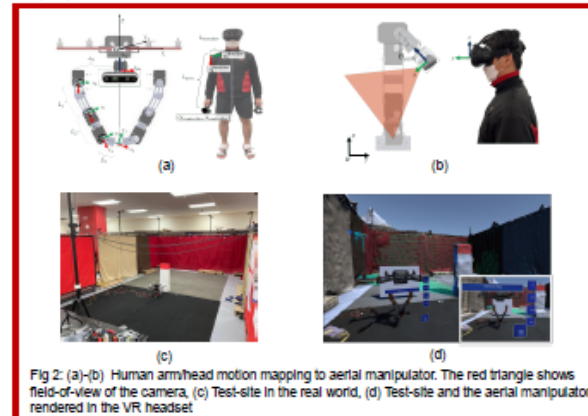 (a)
(b)
(c)
(d)
Fig 2: (a)-(b) Human arm/head motion mapping to aerial manipulator. The red triangle shows
field-of-view of the camera, (c) Test-site in the real world, (d) Test-site and the aerial manipulator
rendered in the VR headset